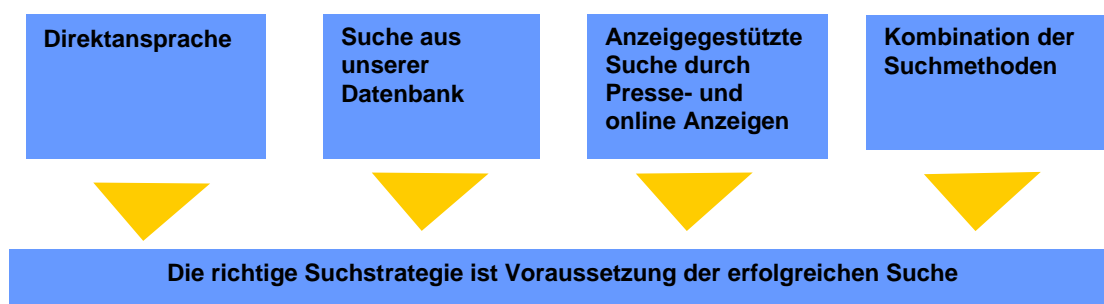 Direktansprache
Suche aus
unserer
Datenbank
Anzeigegestützte
Suche durch
Presse- und
online Anzeigen
Kombination der
Suchmethoden
Die richtige Suchstrategie ist Voraussetzung der erfolgreichen Suche